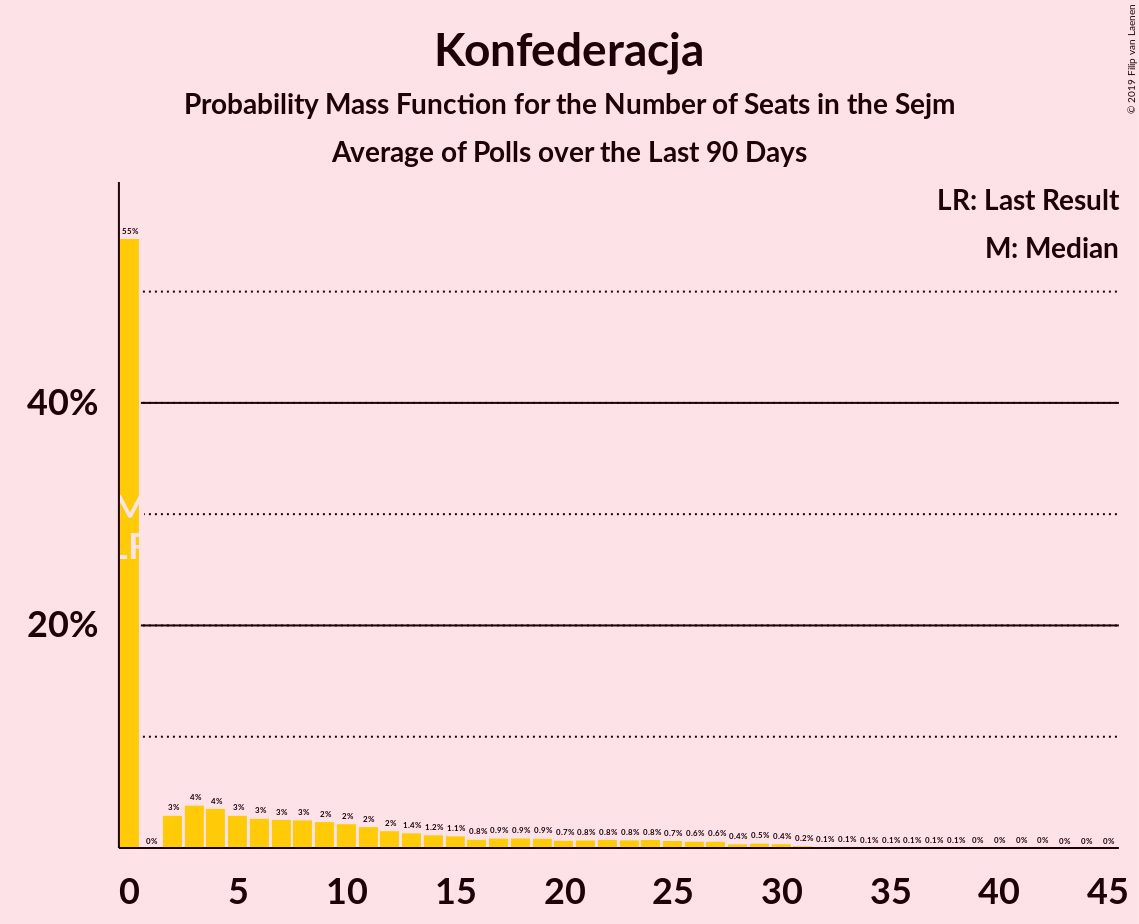 Konfederacja
Probability Mass Function for the Number of Seats in the Sejm
Average of Polls over the Last 90 Days
© 2019 Filip van Laenen
LR: Last Result
M: Median
55%
40%
M
LR
20%
0% 3% 4% 4% 3% 3% 3% 3% 2% 2% 2% 2% 1.4% 1.2% 1.1% 0.8% 0.9% 0.9% 0.9% 0.7% 0.8% 0.8% 0.8% 0.8% 0.7% 0.6% 0.6% 0.4% 0.5% 0.4% 0.2% 0.1% 0.1% 0.1% 0.1% 0.1% 0.1% 0.1% 0% 0% 0% 0% 0% 0% 0%
0 5 10 15 20 25 30 35 40 45